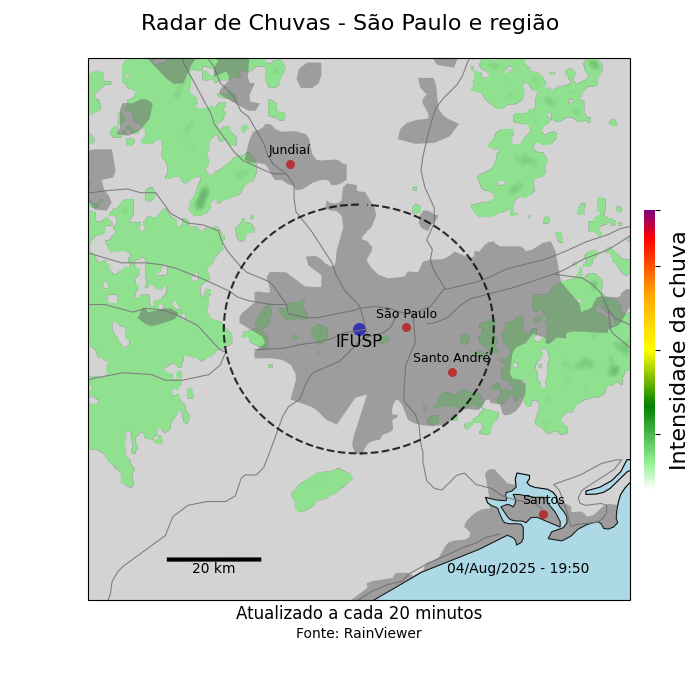 Radar de Chuvas - São Paulo e região
Jundiaí
São Paulo
IFUSP
Santo André
Santos
20 km
04/Aug/2025 - 19:50
Intensidade da chuva
Atualizado a cada 20 minutos
Fonte: RainViewer